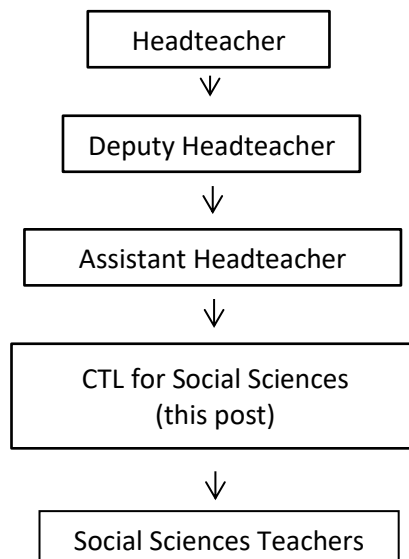 Headteacher
Deputy Headteacher
Assistant Headteacher
CTL for Social Sciences
(this post)
Social Sciences Teachers